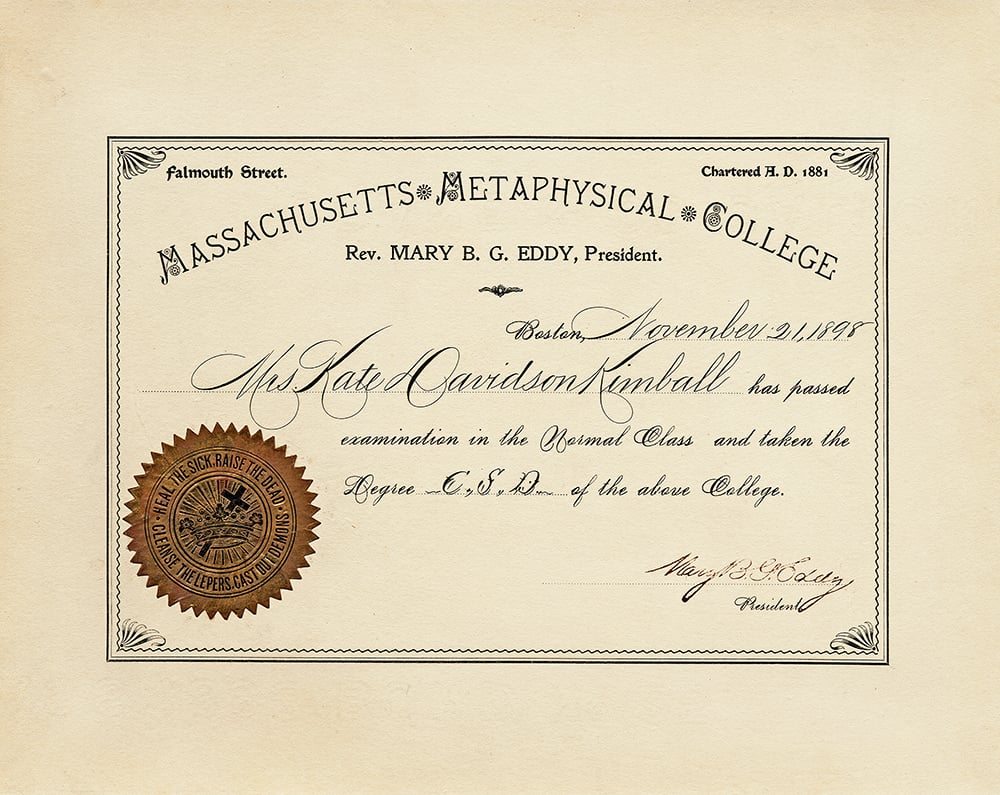 Falmouth Street.
Chartered A. D. 1881
MASSACHUSETTS METAPHYSICAL COLLEGE
Rev. MARY B. G. EDDY, President.
Boston, November 21, 1898
Mrs. Kate Davidson Kimball has passed
examination in the Normal Class and taken the
Degree C.S.D. of the above College.
HEAL THE SICK, RAISE THE DEAD
CLEANSE THE LEPERS, CAST OUT DEMONS
Mary B. G. Eddy
President